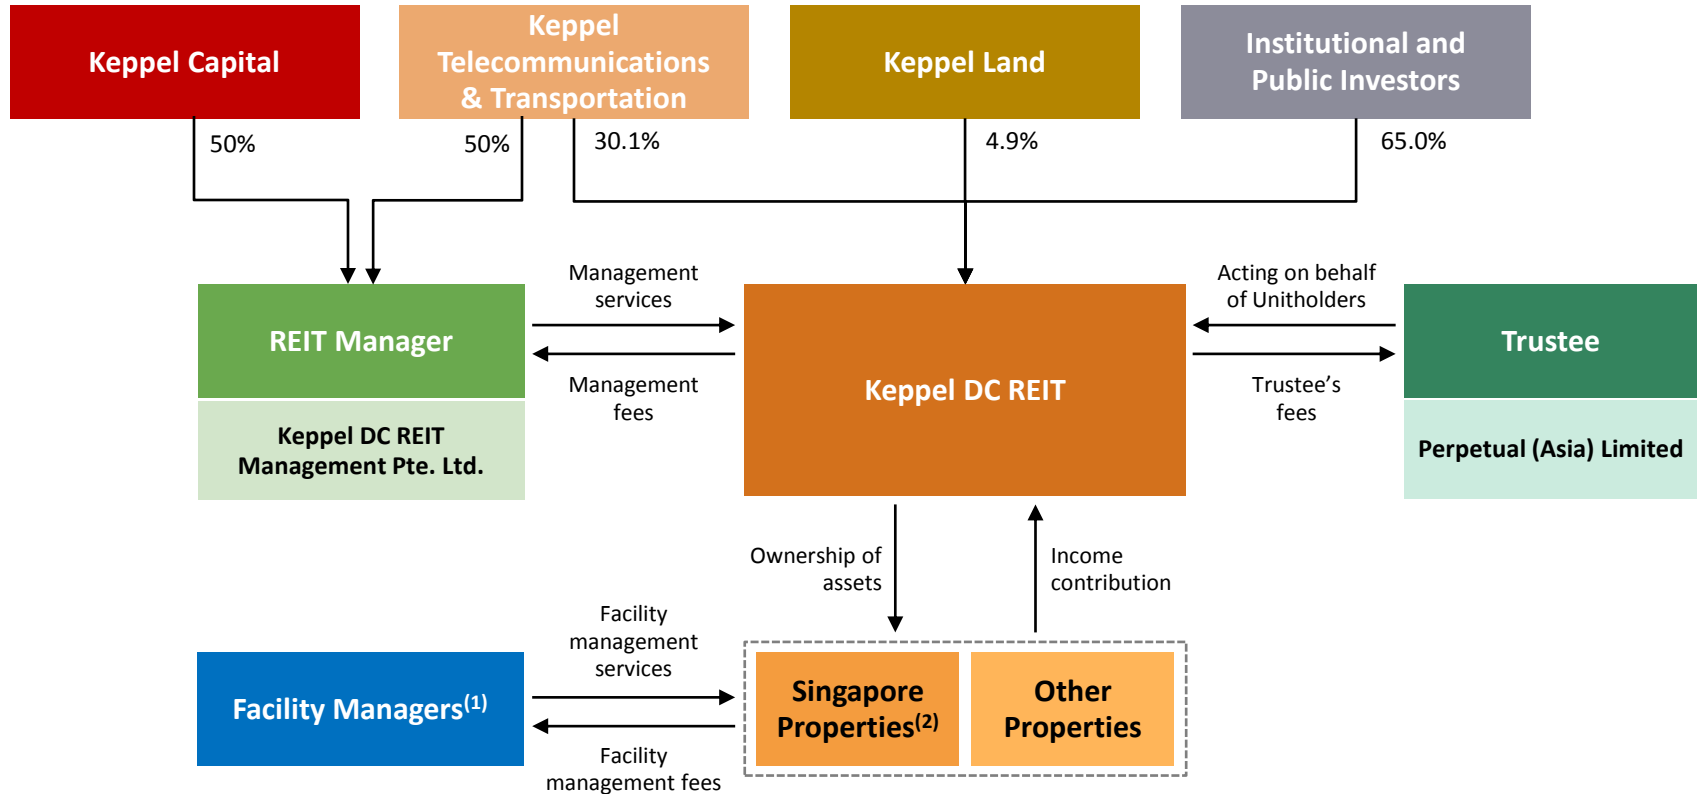 Keppel Capital
Keppel
Telecommunications
& Transportation
Keppel Land
Institutional and
Public Investors
50%
50%
30.1%
4.9%
65.0%
Management
services
Acting on behalf
of Unitholders
REIT Manager
Keppel DC REIT
Trustee
Management
fees
Trustee’s
fees
Keppel DC REIT
Management Pte. Ltd.
Perpetual (Asia) Limited
Ownership of
assets
Income
contribution
Facility
management
services
Facility Managers(1)
Singapore
Properties(2)
Other
Properties
Facility
management fees